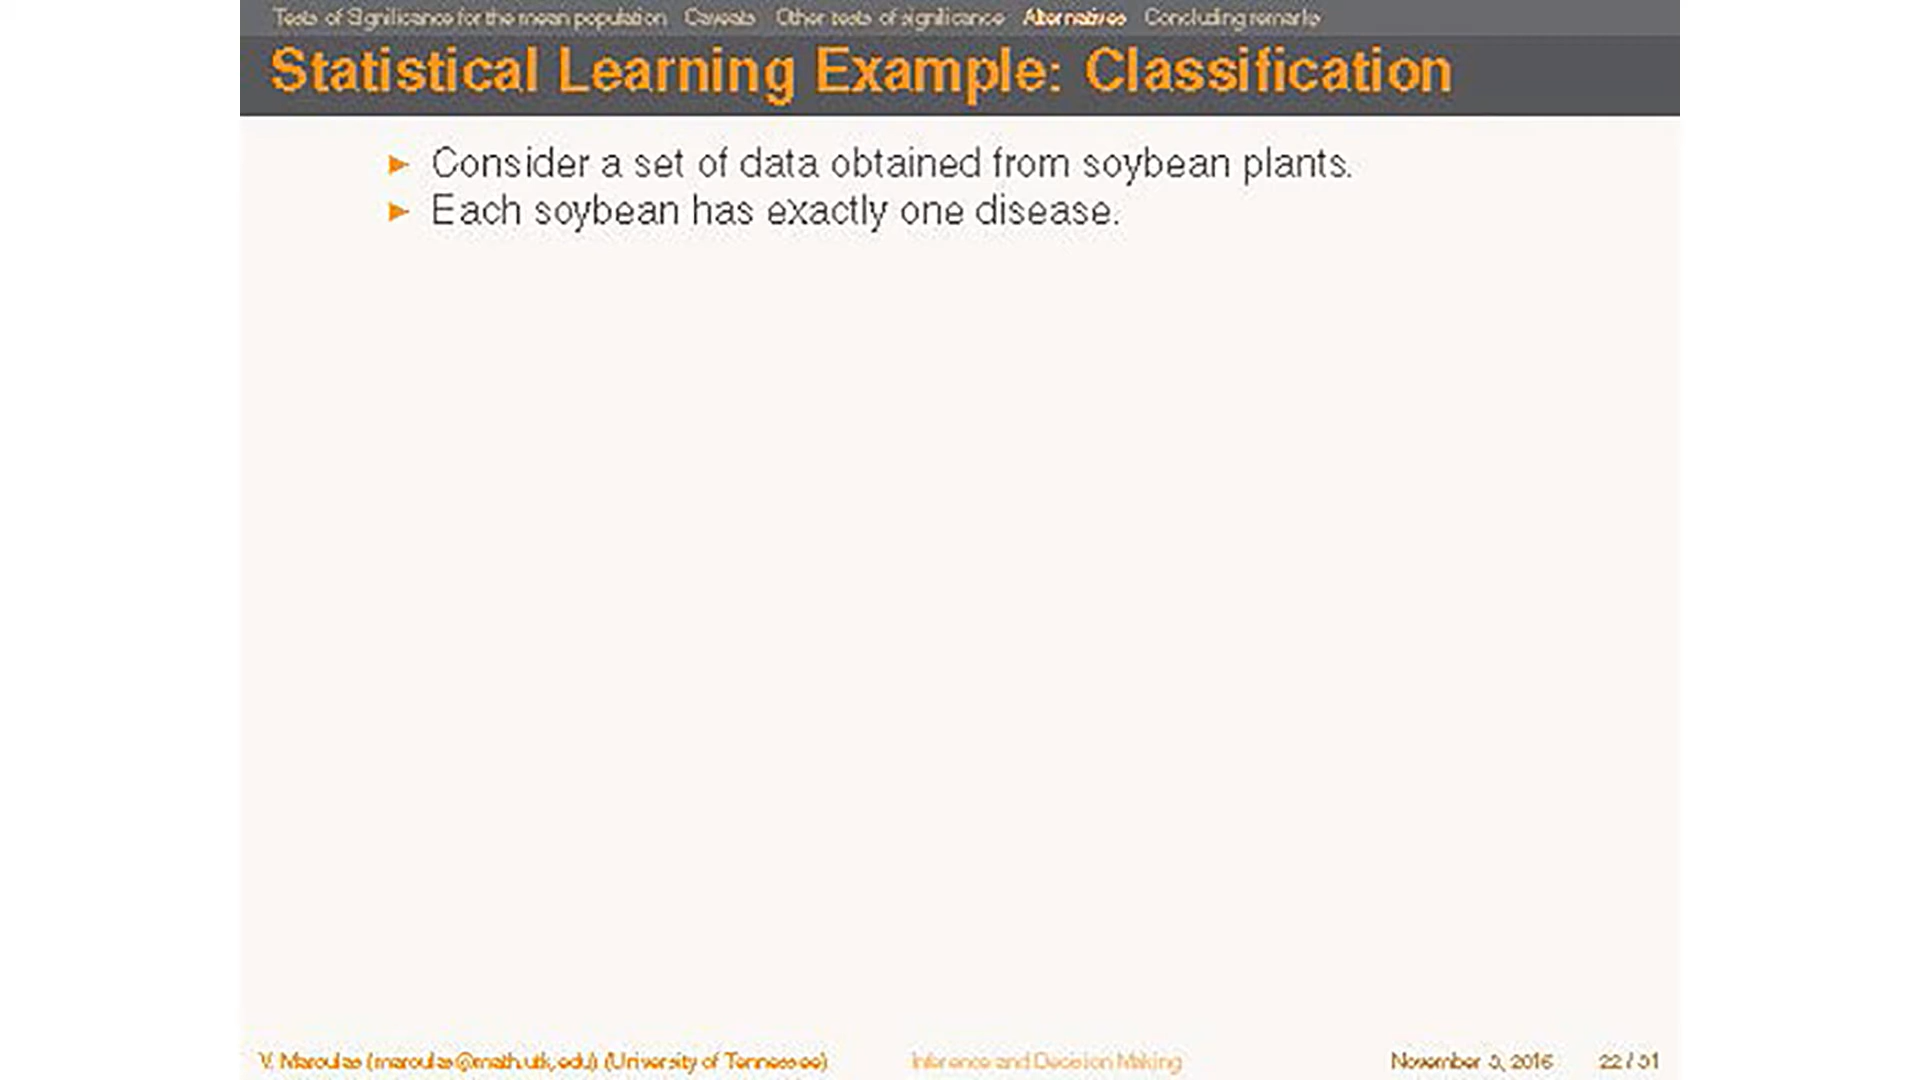 Tests of Significance for the mean population Caveats Other tests of significance Alternatives Concluding remarks
Statistical Learning Example: Classification
► Consider a set of data obtained from soybean plants.
► Each soybean has exactly one disease.
V. Maroulas (maroulas@math.utk.edu) (University of Tennessee) Inference and Decision Making November 3, 2016 22 / 31